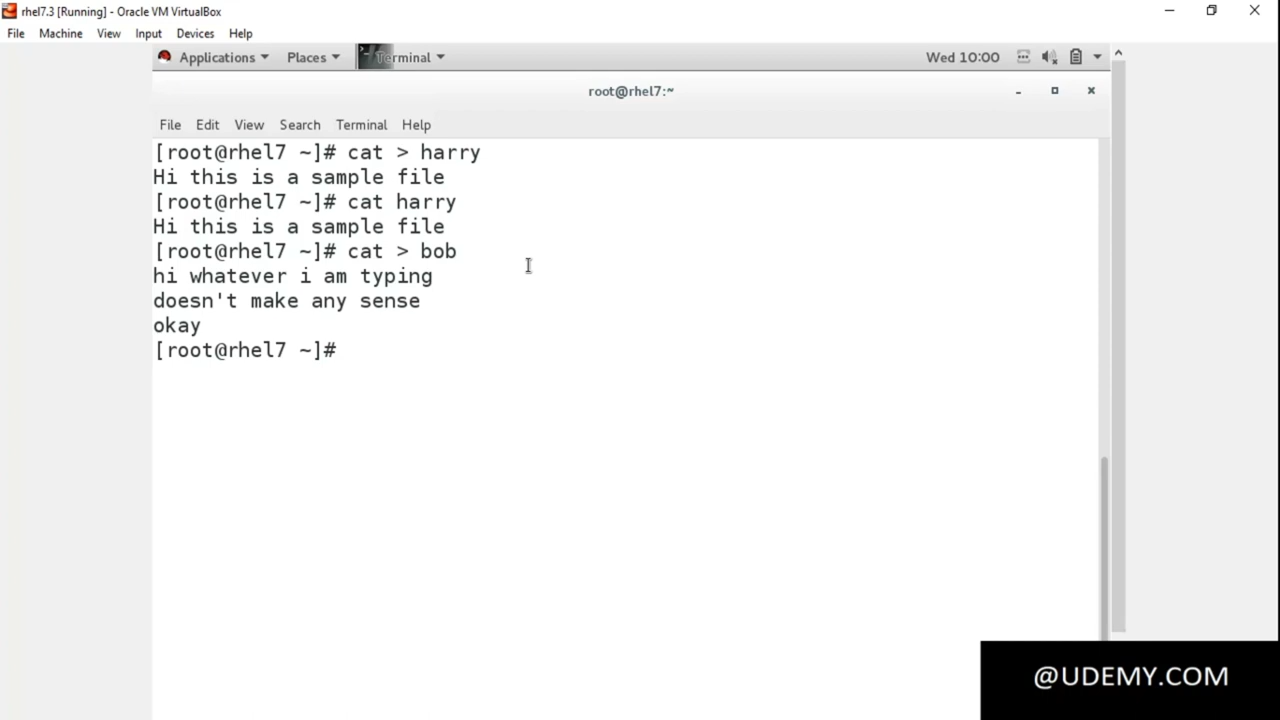 rhel7.3 [Running] - Oracle VM VirtualBox
File Machine View Input Devices Help
Applications Places Terminal Wed 10:00
root@rhel7:~
File Edit View Search Terminal Help
[root@rhel7 ~]# cat > harry
Hi this is a sample file
[root@rhel7 ~]# cat harry
Hi this is a sample file
[root@rhel7 ~]# cat > bob
hi whatever i am typing
doesn't make any sense
okay
[root@rhel7 ~]#
@UDEMY.COM